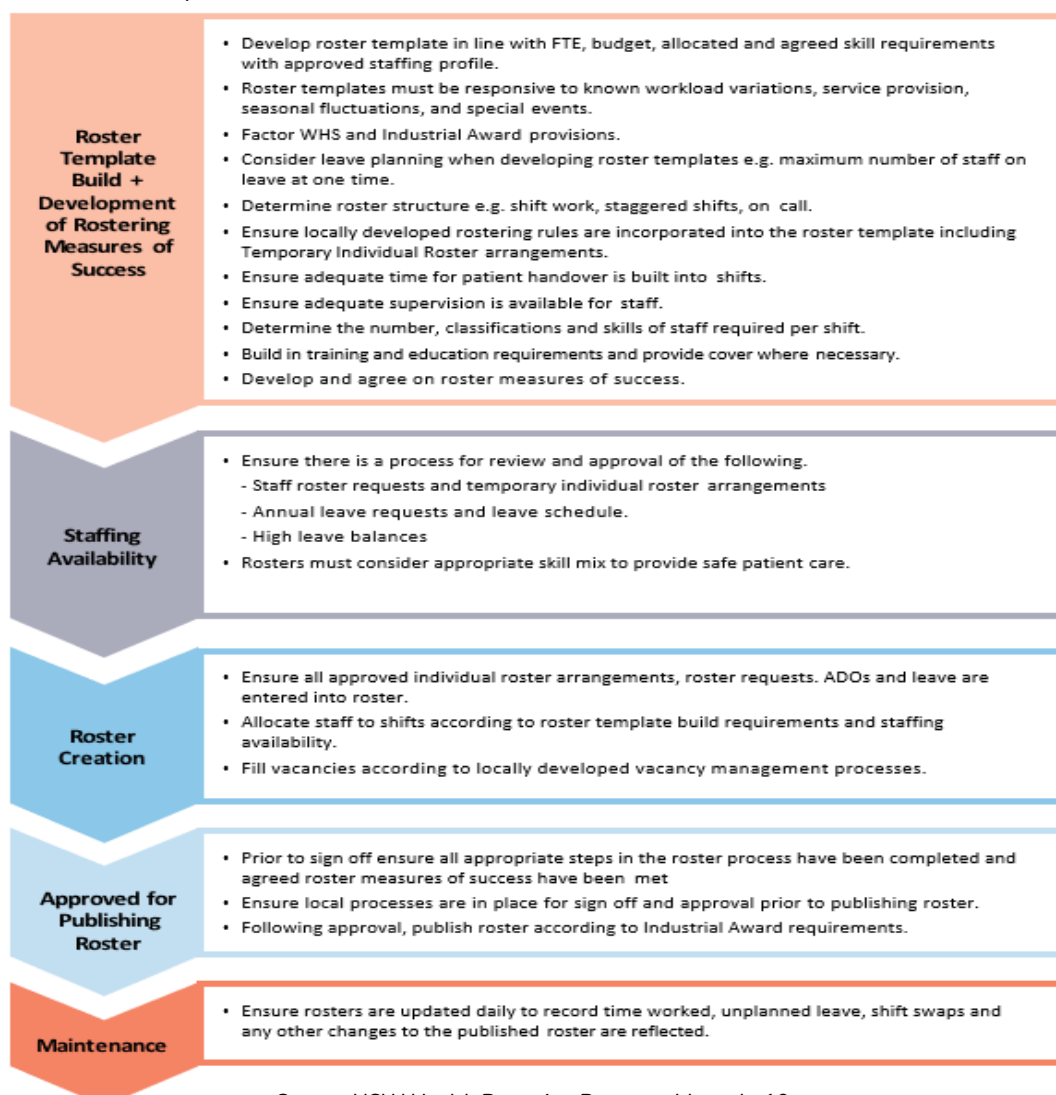 Roster
Template
Build +
Development
of Rostering
Measures of
Success
• Develop roster template in line with FTE, budget, allocated and agreed skill requirements
with approved staffing profile.
• Roster templates must be responsive to known workload variations, service provision,
seasonal fluctuations, and special events.
• Factor WHS and Industrial Award provisions.
• Consider leave planning when developing roster templates e.g. maximum number of staff on
leave at one time.
• Determine roster structure e.g. shift work, staggered shifts, on call.
• Ensure locally developed rostering rules are incorporated into the roster template including
Temporary Individual Roster arrangements.
• Ensure adequate time for patient handover is built into shifts.
• Ensure adequate supervision is available for staff.
• Determine the number, classifications and skills of staff required per shift.
• Build in training and education requirements and provide cover where necessary.
• Develop and agree on roster measures of success.
Staffing
Availability
• Ensure there is a process for review and approval of the following.
- Staff roster requests and temporary individual roster arrangements
- Annual leave requests and leave schedule.
- High leave balances
• Rosters must consider appropriate skill mix to provide safe patient care.
Roster
Creation
• Ensure all approved individual roster arrangements, roster requests. ADOs and leave are
entered into roster.
• Allocate staff to shifts according to roster template build requirements and staffing
availability.
• Fill vacancies according to locally developed vacancy management processes.
Approved for
Publishing
Roster
• Prior to sign off ensure all appropriate steps in the roster process have been completed and
agreed roster measures of success have been met
• Ensure local processes are in place for sign off and approval prior to publishing roster.
• Following approval, publish roster according to Industrial Award requirements.
Maintenance
• Ensure rosters are updated daily to record time worked, unplanned leave, shift swaps and
any other changes to the published roster are reflected.